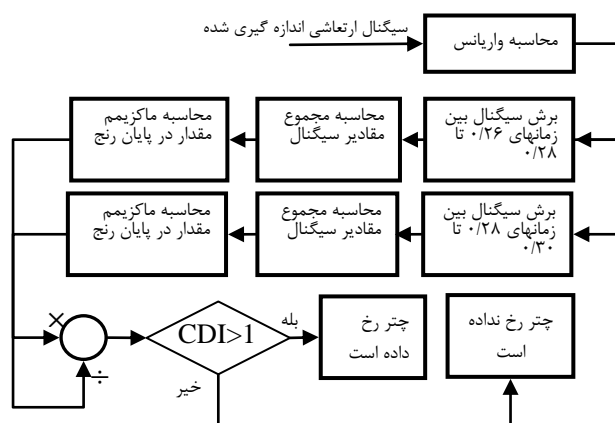 سیگنال ارتعاشی اندازه گیری شده
محاسبه واریانس
برش سیگنال بین
زمانهای ۰/۲۶ تا
۰/۲۸
محاسبه مجموع
مقادیر سیگنال
محاسبه ماکزیمم
مقدار در پایان رنج
برش سیگنال بین
زمانهای ۰/۲۸ تا
۰/۳۰
محاسبه مجموع
مقادیر سیگنال
محاسبه ماکزیمم
مقدار در پایان رنج
×
÷
CDI>1
بله
خیر
چتر رخ
داده است
چتر رخ نداده
است